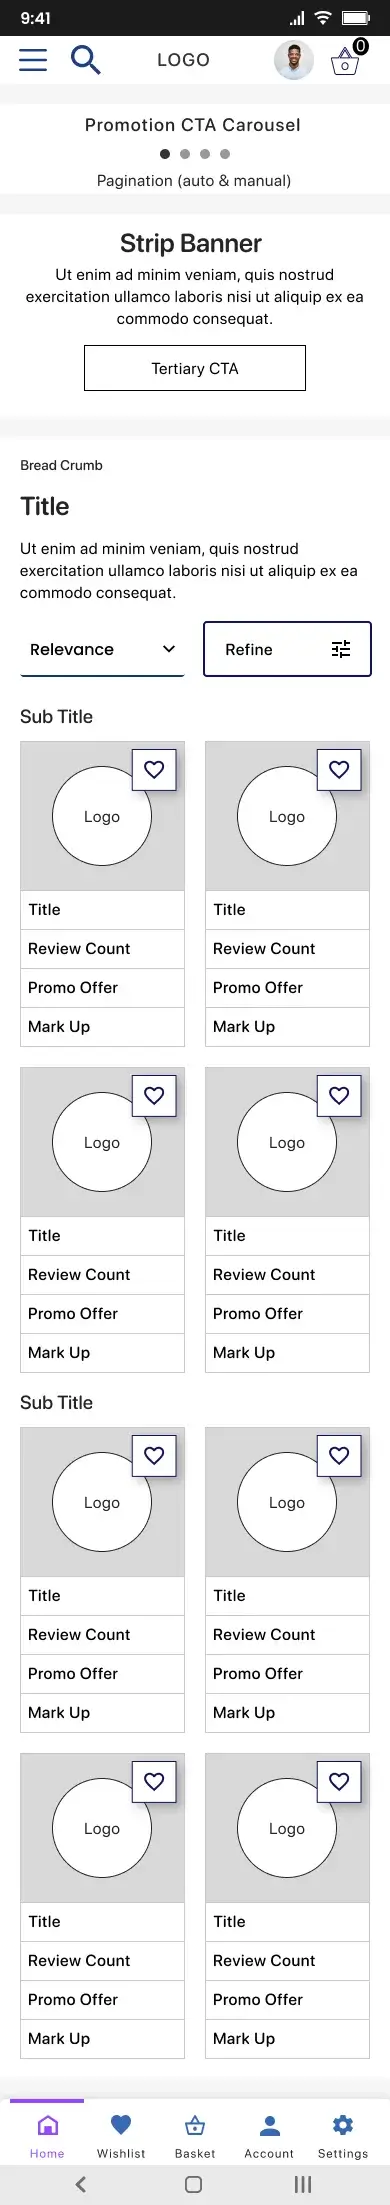 9:41
LOGO
0
0
Promotion CTA Carousel
Pagination (auto & manual)
Strip Banner
Ut enim ad minim veniam, quis nostrud
exercitation ullamco laboris nisi ut aliquip ex ea
commodo consequat.
Tertiary CTA
Bread Crumb
Title
Ut enim ad minim veniam, quis nostrud
exercitation ullamco laboris nisi ut aliquip ex ea
commodo consequat.
Relevance
Refine
Sub Title
Logo
Logo
Title
Title
Review Count
Review Count
Promo Offer
Promo Offer
Mark Up
Mark Up
Logo
Logo
Title
Title
Review Count
Review Count
Promo Offer
Promo Offer
Mark Up
Mark Up
Sub Title
Logo
Logo
Title
Title
Review Count
Review Count
Promo Offer
Promo Offer
Mark Up
Mark Up
Logo
Logo
Title
Title
Review Count
Review Count
Promo Offer
Promo Offer
Mark Up
Mark Up
Home
Wishlist
Basket
Account
Settings